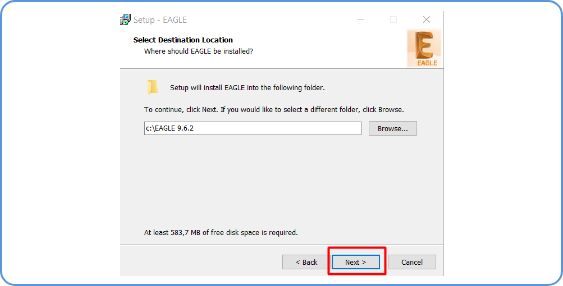 Setup - EAGLE
Select Destination Location
Where should EAGLE be installed?
E
EAGLE
Setup will install EAGLE into the following folder.
To continue, click Next. If you would like to select a different folder, click Browse.
c:\EAGLE 9.6.2
Browse...
At least 583,7 MB of free disk space is required.
< Back
Next >
Cancel